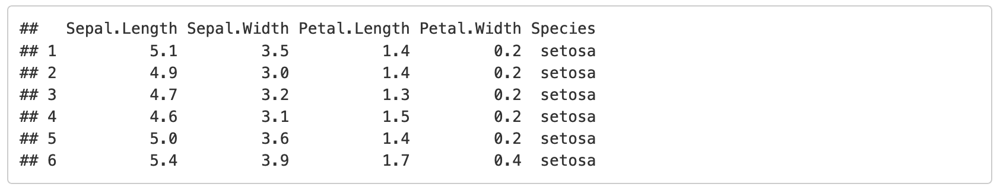 ##   Sepal.Length Sepal.Width Petal.Length Petal.Width Species
## 1          5.1         3.5          1.4         0.2  setosa
## 2          4.9         3.0          1.4         0.2  setosa
## 3          4.7         3.2          1.3         0.2  setosa
## 4          4.6         3.1          1.5         0.2  setosa
## 5          5.0         3.6          1.4         0.2  setosa
## 6          5.4         3.9          1.7         0.4  setosa